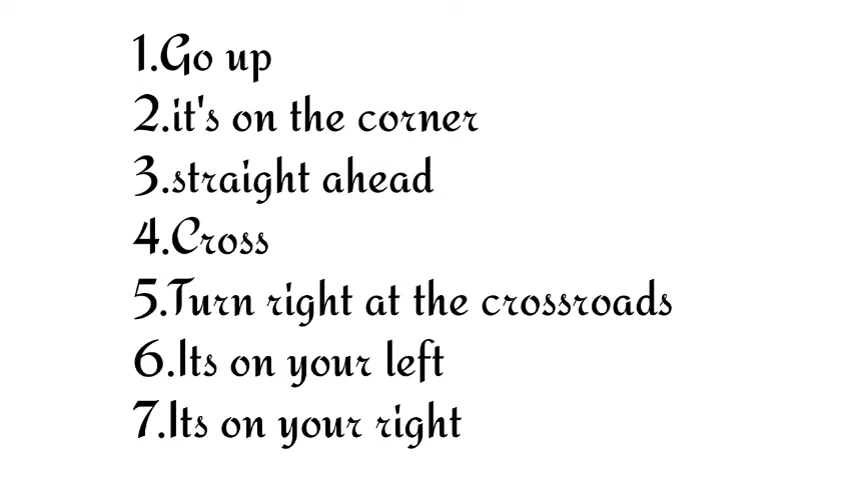 1.Go up
2.it's on the corner
3.straight ahead
4.Cross
5.Turn right at the crossroads
6.Its on your left
7.Its on your right